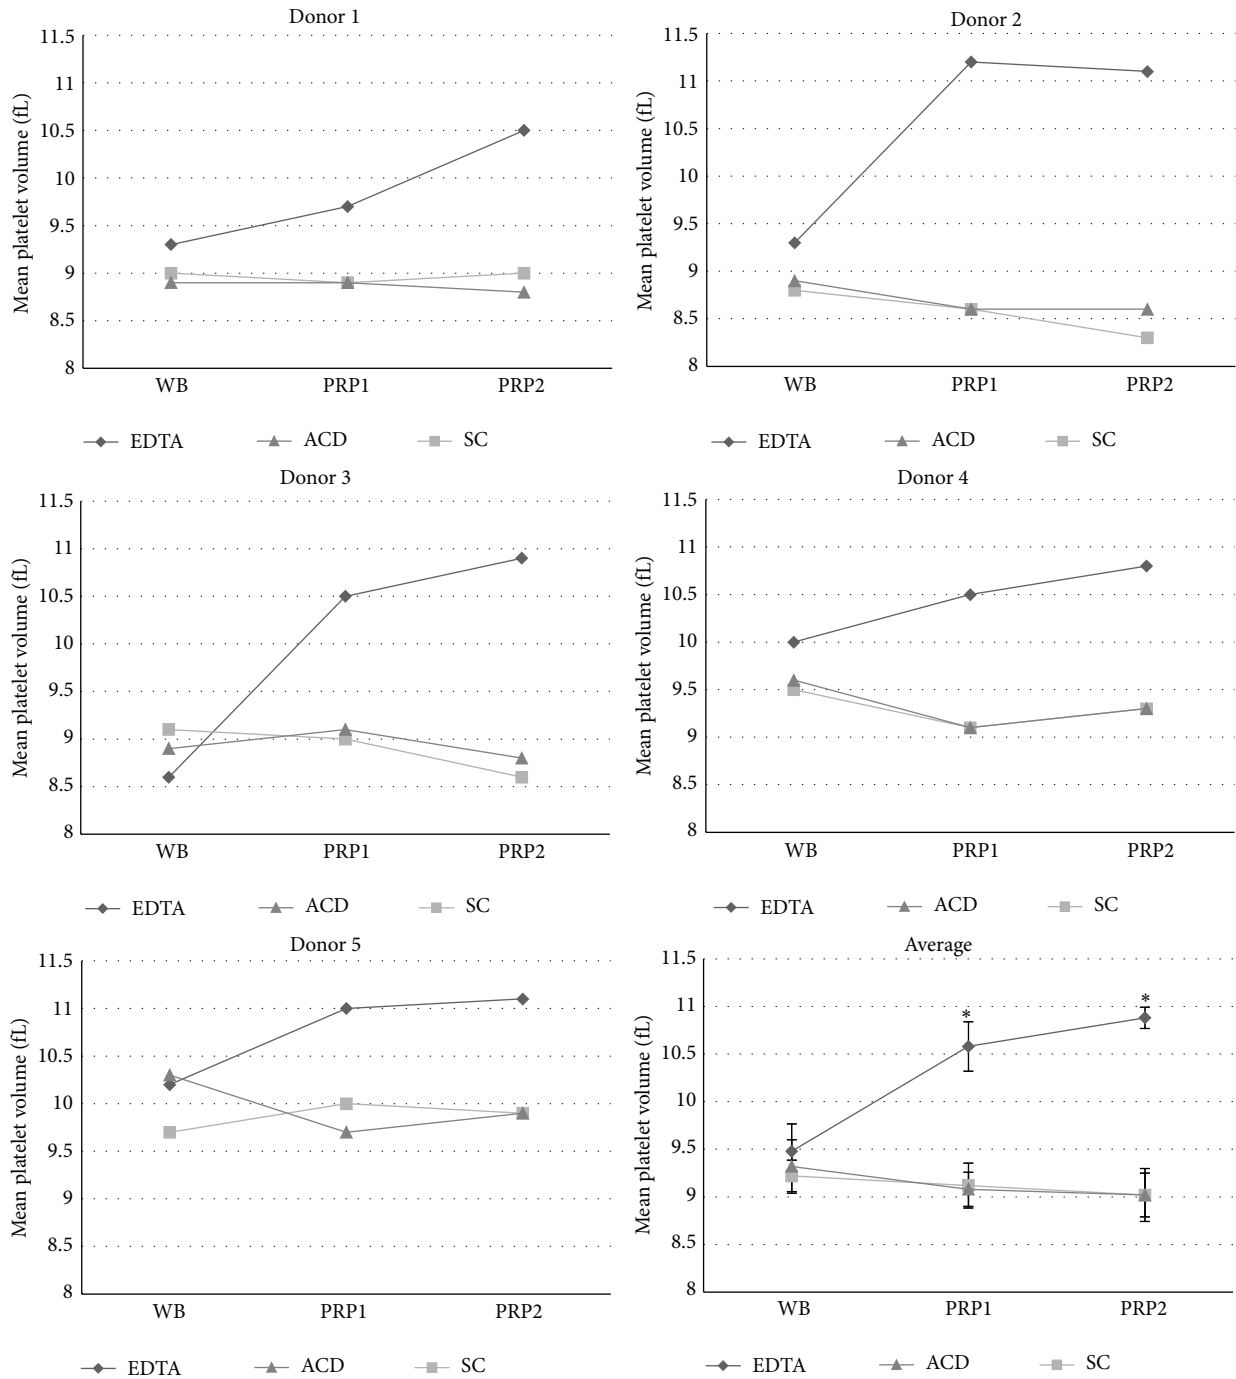 Donor 1
Mean platelet volume (fL)
11.5
11
10.5
10
9.5
9
8.5
8
WB PRP1 PRP2
EDTA ACD SC
Donor 2
Mean platelet volume (fL)
11.5
11
10.5
10
9.5
9
8.5
8
WB PRP1 PRP2
EDTA ACD SC
Donor 3
Mean platelet volume (fL)
11.5
11
10.5
10
9.5
9
8.5
8
WB PRP1 PRP2
EDTA ACD SC
Donor 4
Mean platelet volume (fL)
11.5
11
10.5
10
9.5
9
8.5
8
WB PRP1 PRP2
EDTA ACD SC
Donor 5
Mean platelet volume (fL)
11.5
11
10.5
10
9.5
9
8.5
8
WB PRP1 PRP2
EDTA ACD SC
Average
Mean platelet volume (fL)
11.5
11
10.5
10
9.5
9
8.5
8
* *
WB PRP1 PRP2
EDTA ACD SC